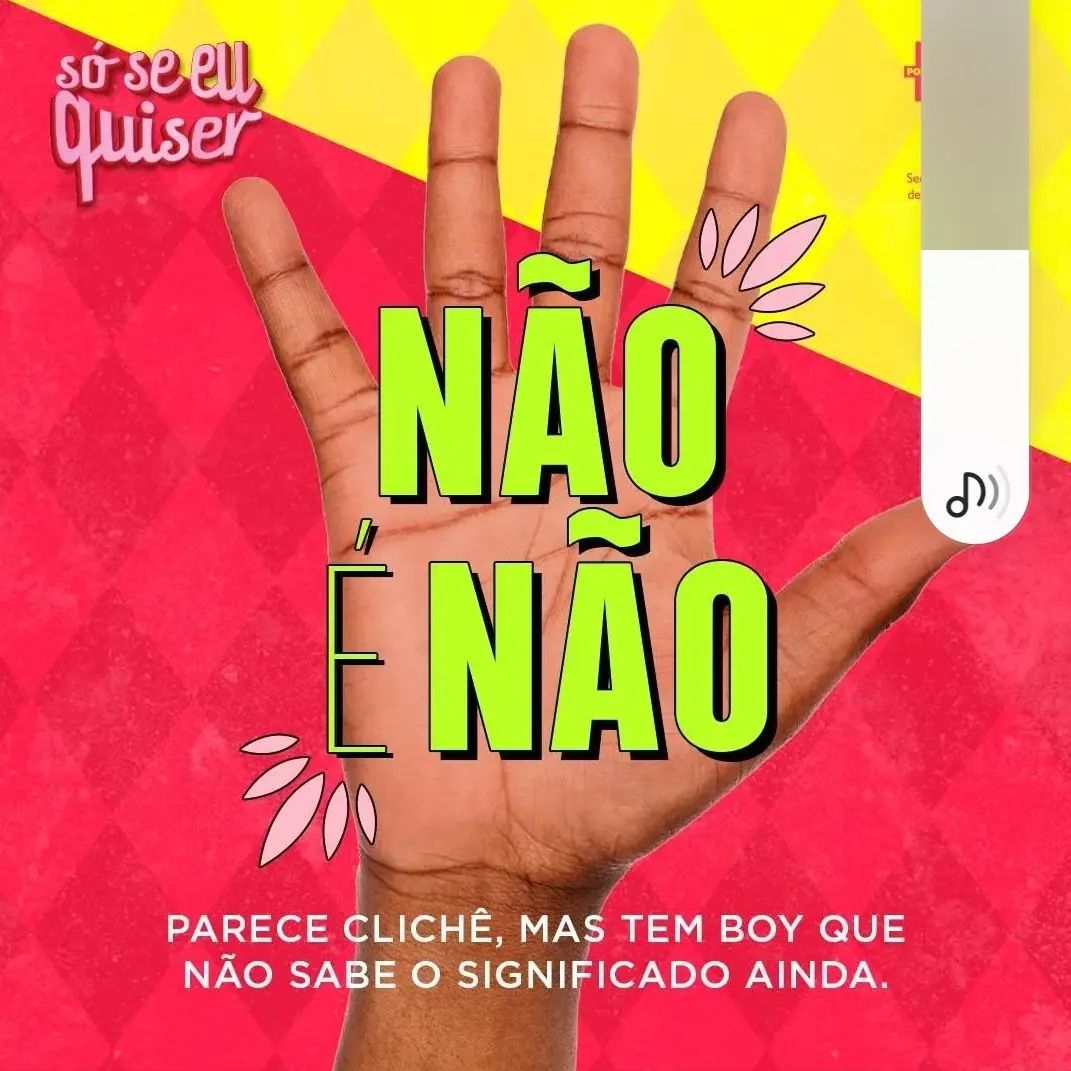 só se eu
quiser
NÃO
É NÃO
PARECE CLICHÊ, MAS TEM BOY QUE
NÃO SABE O SIGNIFICADO AINDA.